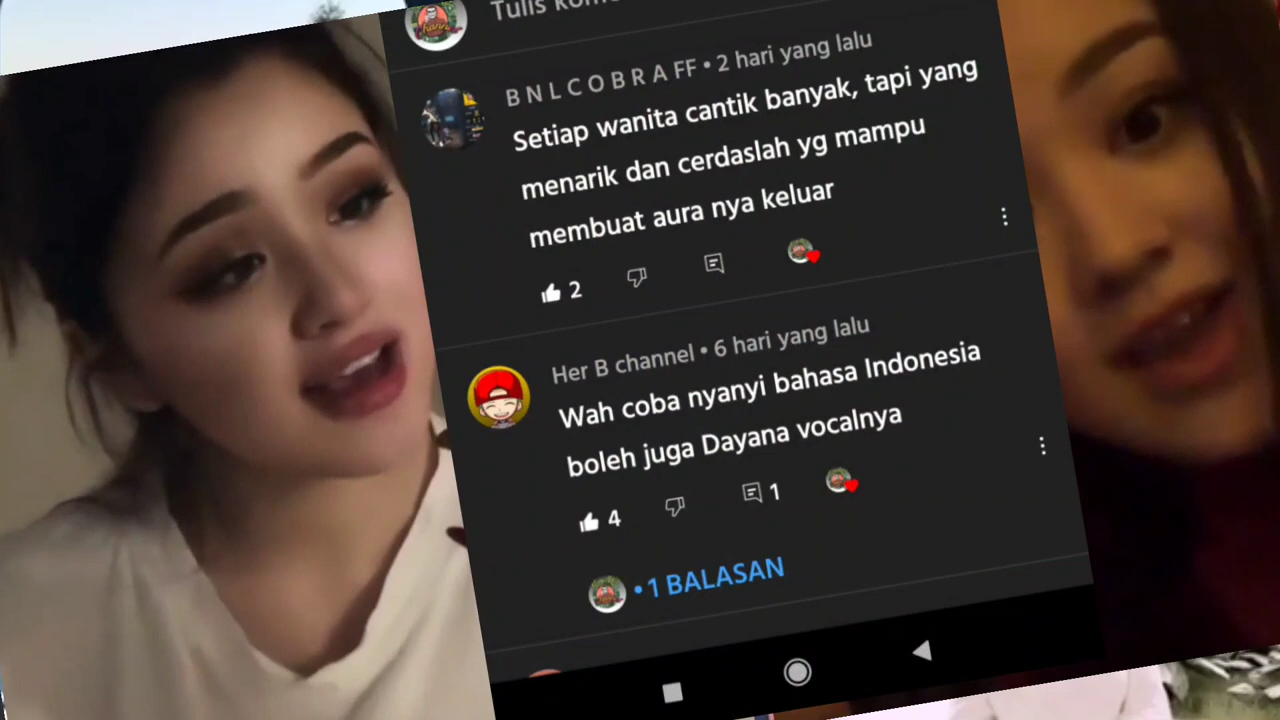 Tulis
B N L C O B R A FF • 2 hari yang lalu
Setiap wanita cantik banyak, tapi yang
menarik dan cerdaslah yg mampu
membuat aura nya keluar
2
Her B channel • 6 hari yang lalu
Wah coba nyanyi bahasa Indonesia
boleh juga Dayana vocalnya
4 1
• 1 BALASAN